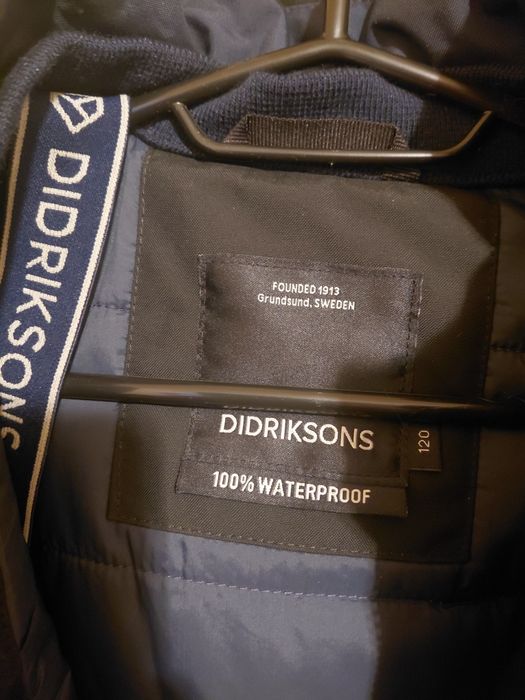 DIDRIKSONS
FOUNDED 1913
Grundsund, SWEDEN
DIDRIKSONS
120
100% WATERPROOF